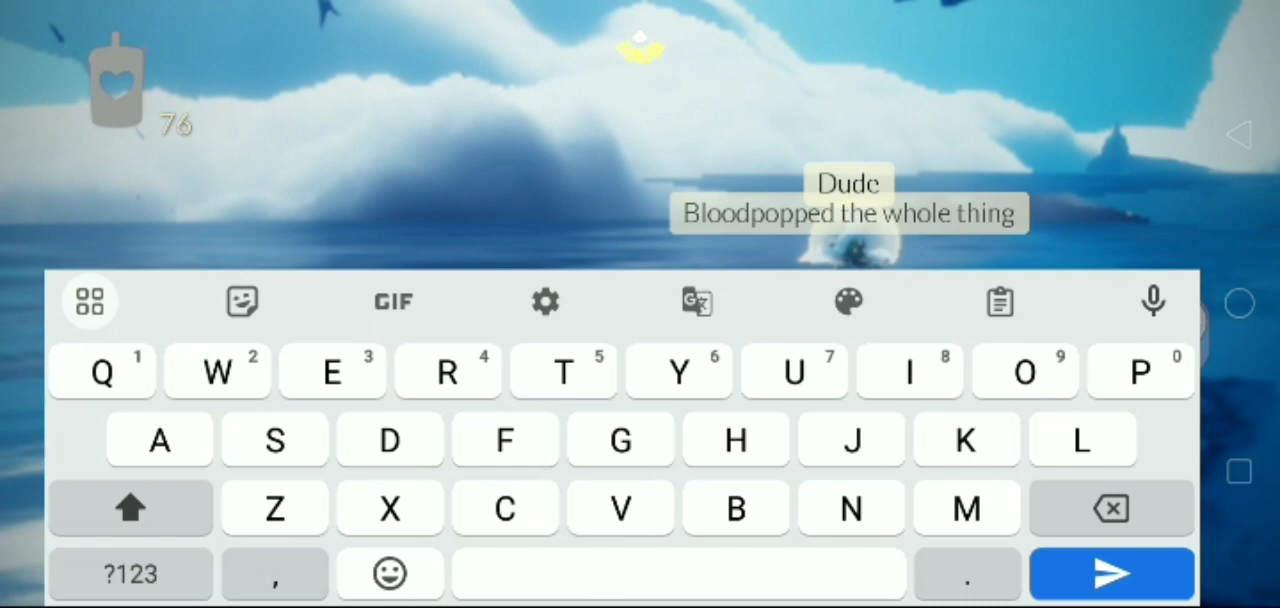 76
Dude
Bloodpopped the whole thing
GIF
Q 1 W 2 E 3 R 4 T 5 Y 6 U 7 I 8 O 9 P 0
A S D F G H J K L
Z X C V B N M
?123 , .